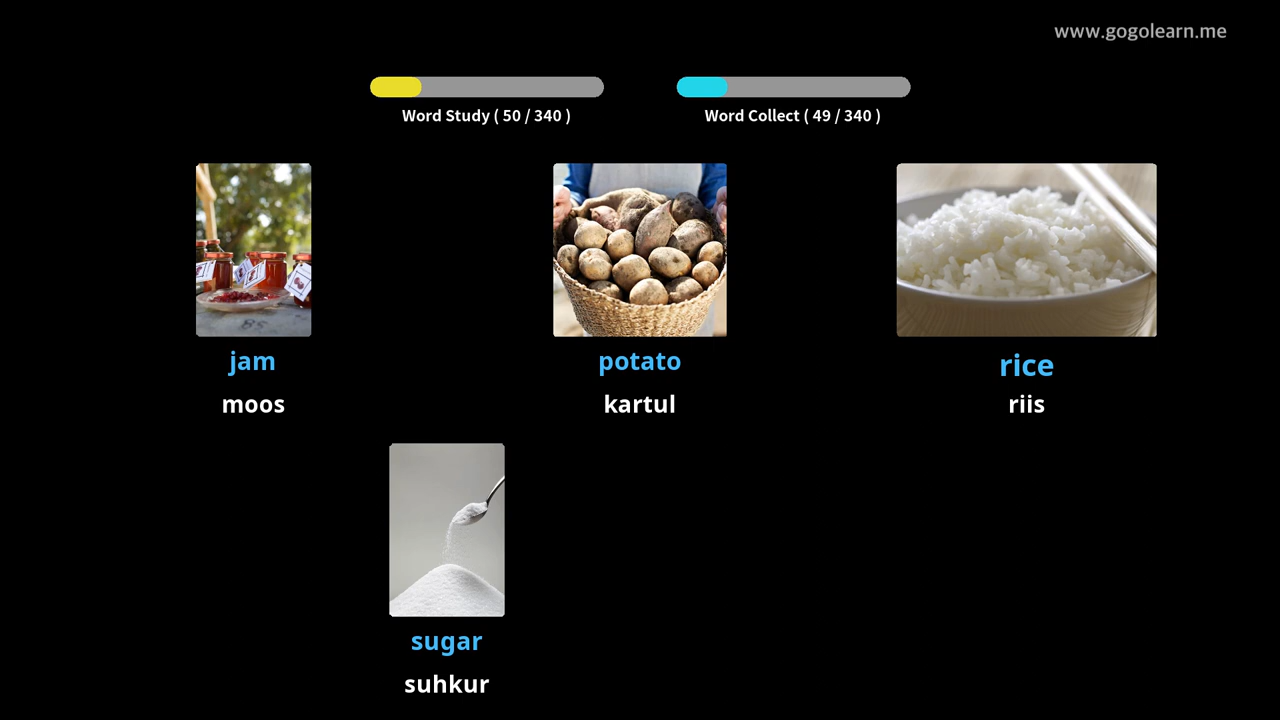 www.gogolearn.me
Word Study ( 50 / 340 )
Word Collect ( 49 / 340 )
jam
moos
potato
kartul
rice
riis
sugar
suhkur